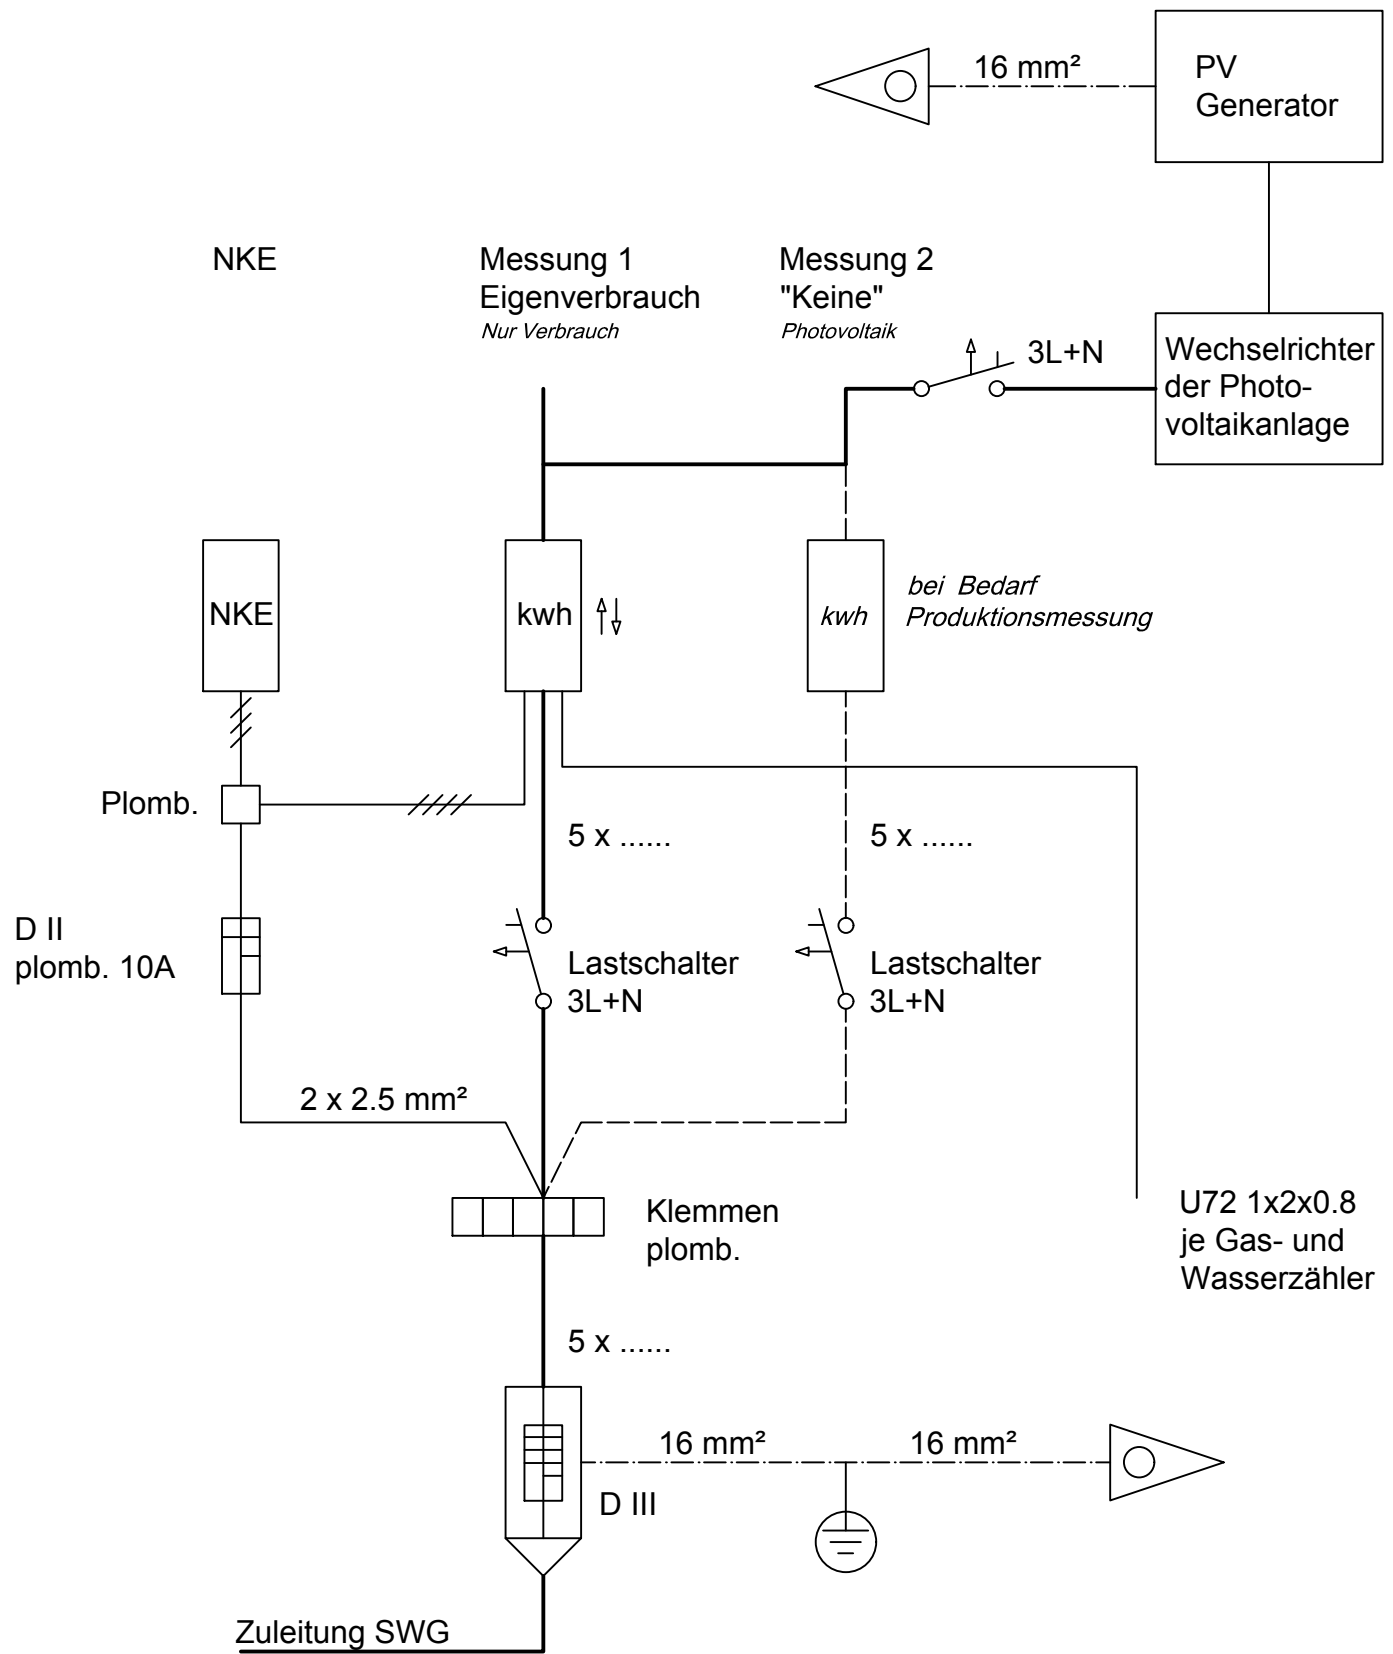 16 mm²
PV
Generator
NKE
Messung 1
Eigenverbrauch
Nur Verbrauch
Messung 2
"Keine"
Photovoltaik
3L+N
Wechselrichter
der Photo-
voltaikanlage
NKE
kwh
kwh
bei Bedarf
Produktionsmessung
Plomb.
5 x ......
5 x ......
D II
plomb. 10A
Lastschalter
3L+N
Lastschalter
3L+N
2 x 2.5 mm²
Klemmen
plomb.
U72 1x2x0.8
je Gas- und
Wasserzähler
5 x ......
16 mm²
16 mm²
D III
Zuleitung SWG